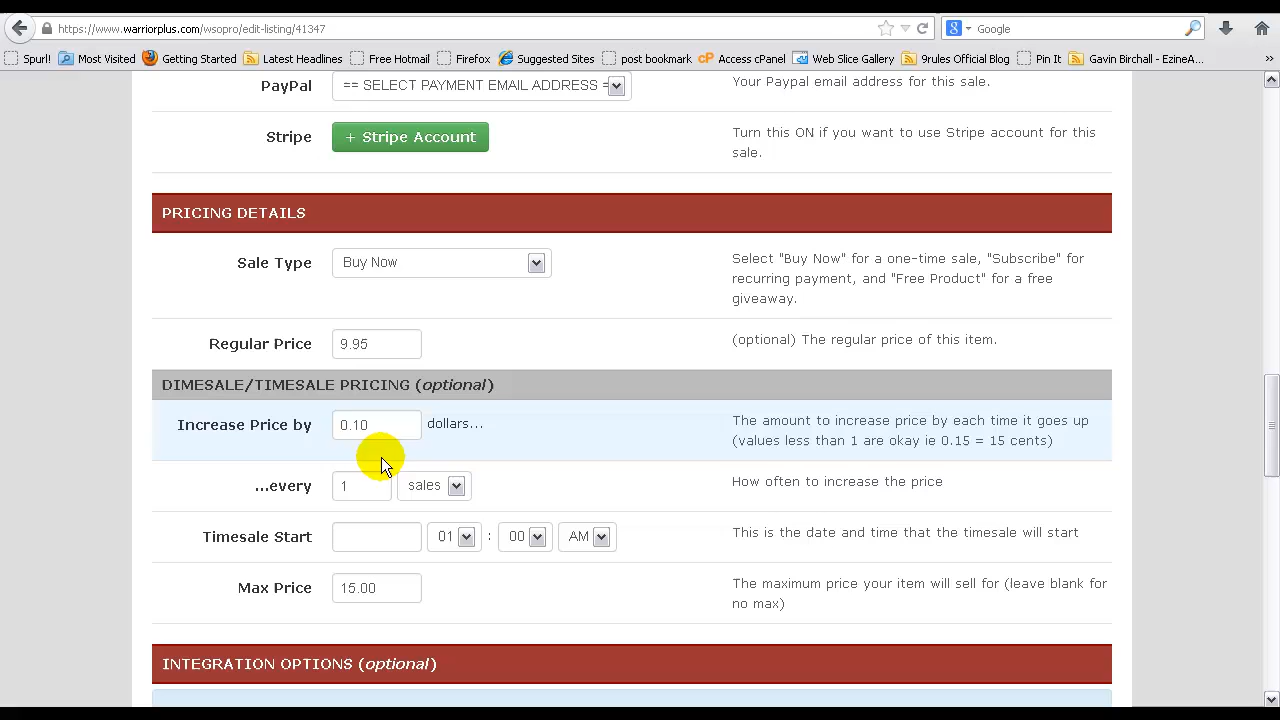 https://www.warriorplus.com/wsopro/edit-listing/41347
Google
Spurl!
Most Visited
Getting Started
Latest Headlines
Free Hotmail
Firefox
Suggested Sites
post bookmark
cP Access cPanel
Web Slice Gallery
9rules Official Blog
Pin It
Gavin Birchall - EzineA...
»
PayPal
== SELECT PAYMENT EMAIL ADDRESS =
Your Paypal email address for this sale.
Stripe
+ Stripe Account
Turn this ON if you want to use Stripe account for this
sale.
PRICING DETAILS
Sale Type
Buy Now
Select "Buy Now" for a one-time sale, "Subscribe" for
recurring payment, and "Free Product" for a free
giveaway.
Regular Price
9.95
(optional) The regular price of this item.
DIMESALE/TIMESALE PRICING (optional)
Increase Price by
0.10
dollars...
The amount to increase price by each time it goes up
(values less than 1 are okay ie 0.15 = 15 cents)
...every
1
sales
How often to increase the price
Timesale Start
01
:
00
AM
This is the date and time that the timesale will start
Max Price
15.00
The maximum price your item will sell for (leave blank for
no max)
INTEGRATION OPTIONS (optional)